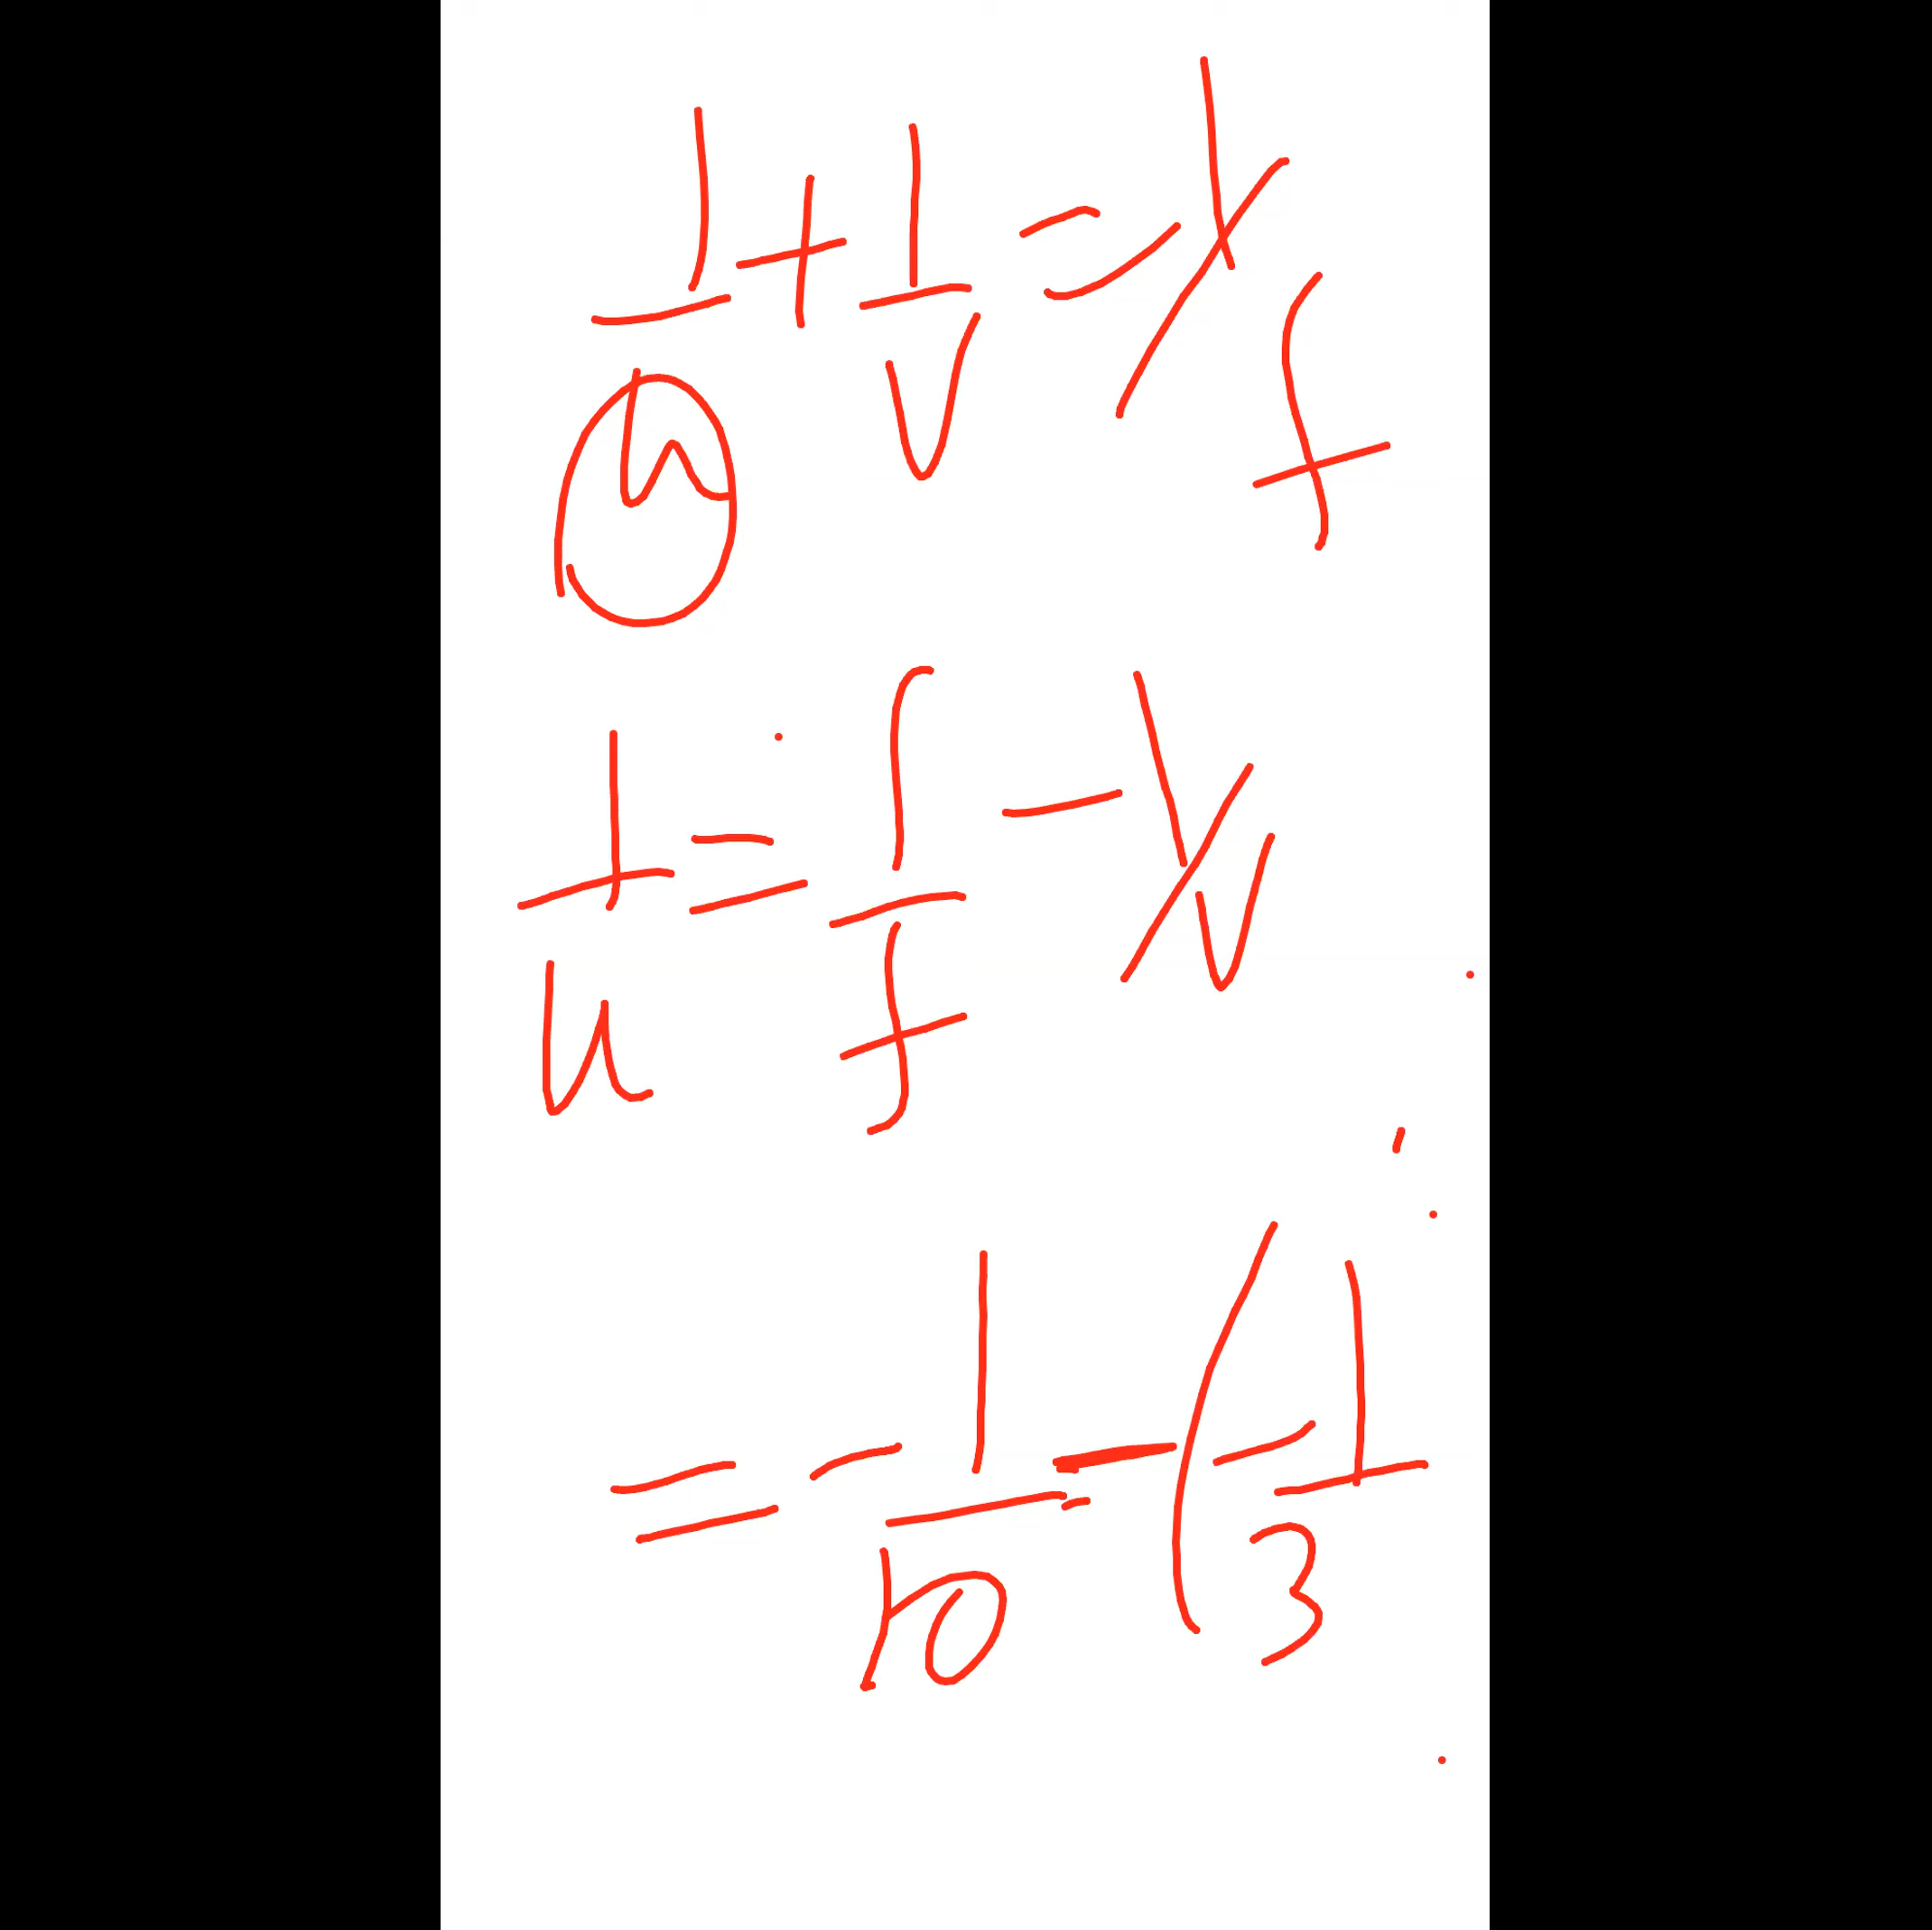 1/u + 1/v = 1/f
1/u = 1/f - 1/v
= - 1/10 - ( - 1/3